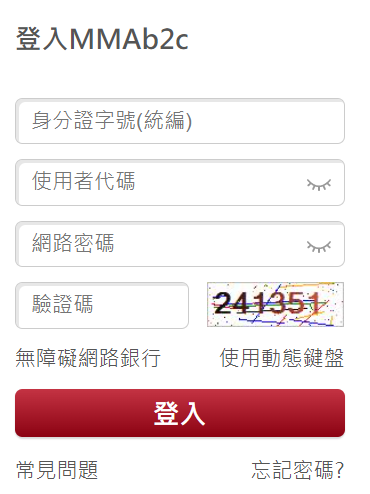 登入MMAb2c
身分證字號(統編)
使用者代碼
網路密碼
驗證碼
241351
無障礙網路銀行 使用動態鍵盤
登入
常見問題 忘記密碼?